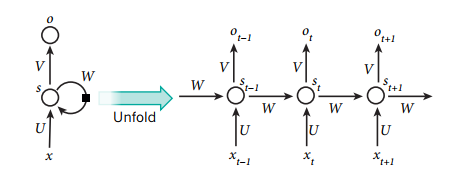 o
V
W
s
U
x
Unfold
o_{t-1}
o_t
o_{t+1}
V
V
V
W
s_{t-1}
s_t
s_{t+1}
W
W
W
U
U
U
x_{t-1}
x_t
x_{t+1}